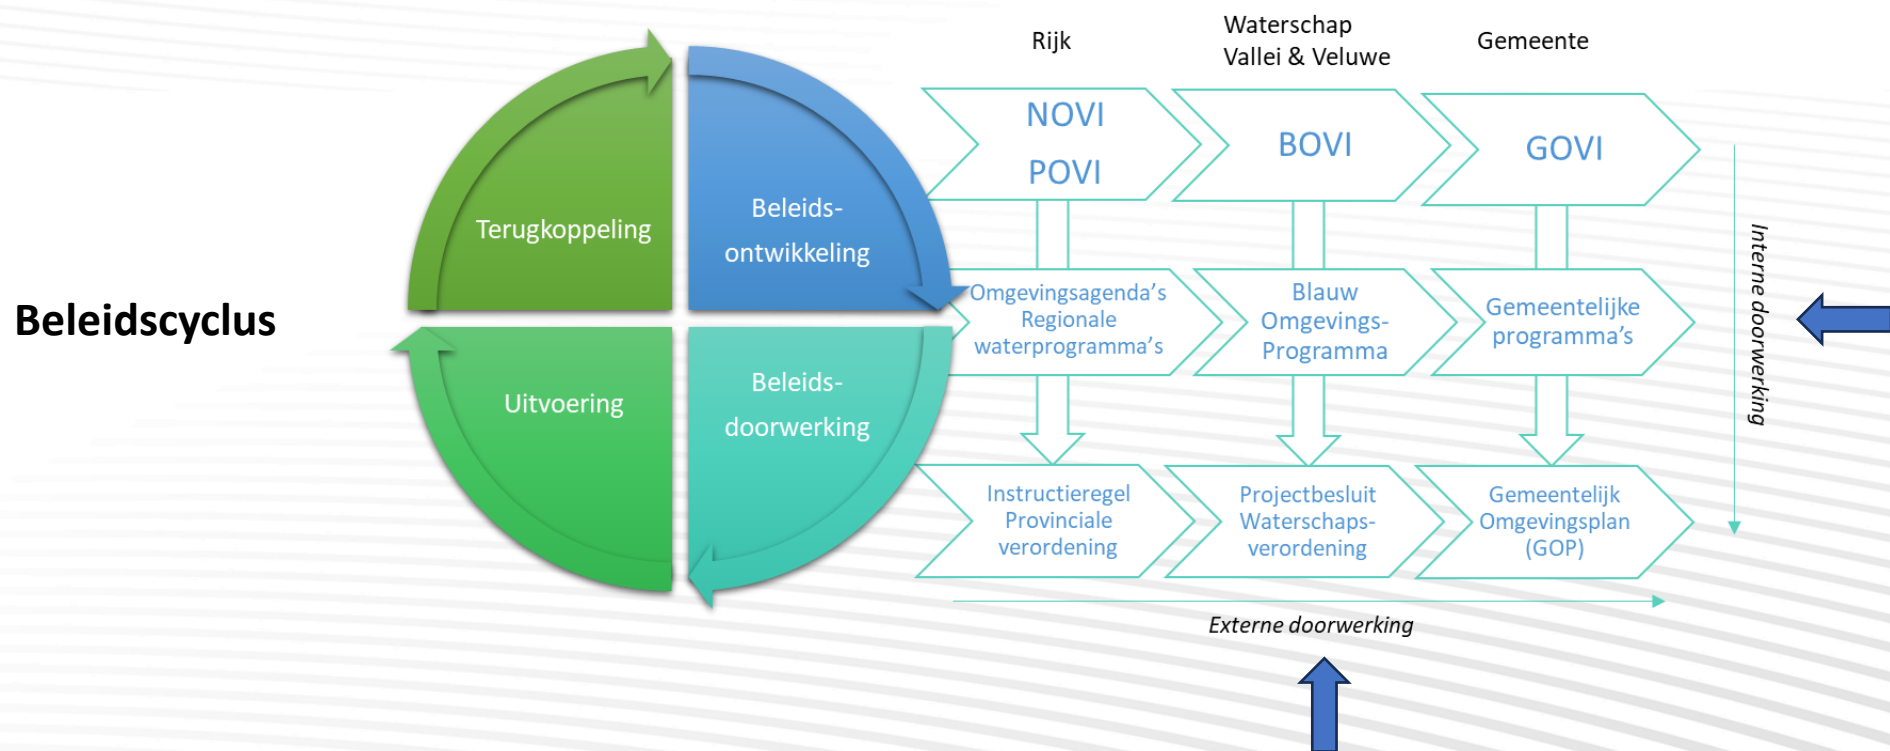 Beleidscyclus
Terugkoppeling
Beleids-
ontwikkeling
Uitvoering
Beleids-
doorwerking
Rijk
Waterschap
Vallei & Veluwe
Gemeente
NOVI
POVI
BOVI
GOVI
Omgevingsagenda's
Regionale
waterprogramma's
Blauw
Omgevings-
Programma
Gemeentelijke
programma's
Instructieregel
Provinciale
verordening
Projectbesluit
Waterschaps-
verordening
Gemeentelijk
Omgevingsplan
(GOP)
Interne doorwerking
Externe doorwerking